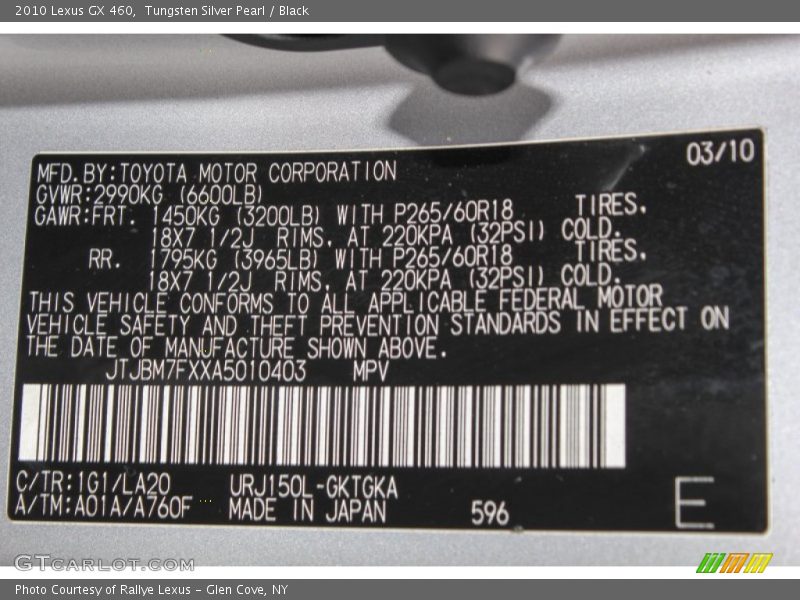 2010 Lexus GX 460,  Tungsten Silver Pearl / Black
03/10
MFD.BY:TOYOTA MOTOR CORPORATION
GVWR:2990KG (6600LB)
GAWR:FRT. 1450KG (3200LB) WITH P265/60R18 TIRES.
18X7 1/2J RIMS. AT 220KPA (32PSI) COLD.
RR. 1795KG (3965LB) WITH P265/60R18 TIRES.
18X7 1/2J RIMS. AT 220KPA (32PSI) COLD.
THIS VEHICLE CONFORMS TO ALL APPLICABLE FEDERAL MOTOR
VEHICLE SAFETY AND THEFT PREVENTION STANDARDS IN EFFECT ON
THE DATE OF MANUFACTURE SHOWN ABOVE.
JTJBM7FXXA5010403 MPV
C/TR:1G1/LA20 URJ150L-GKTGKA
A/TM:A01A/A760F MADE IN JAPAN 596 E
GTCARLOT.COM
Photo Courtesy of Rallye Lexus - Glen Cove, NY